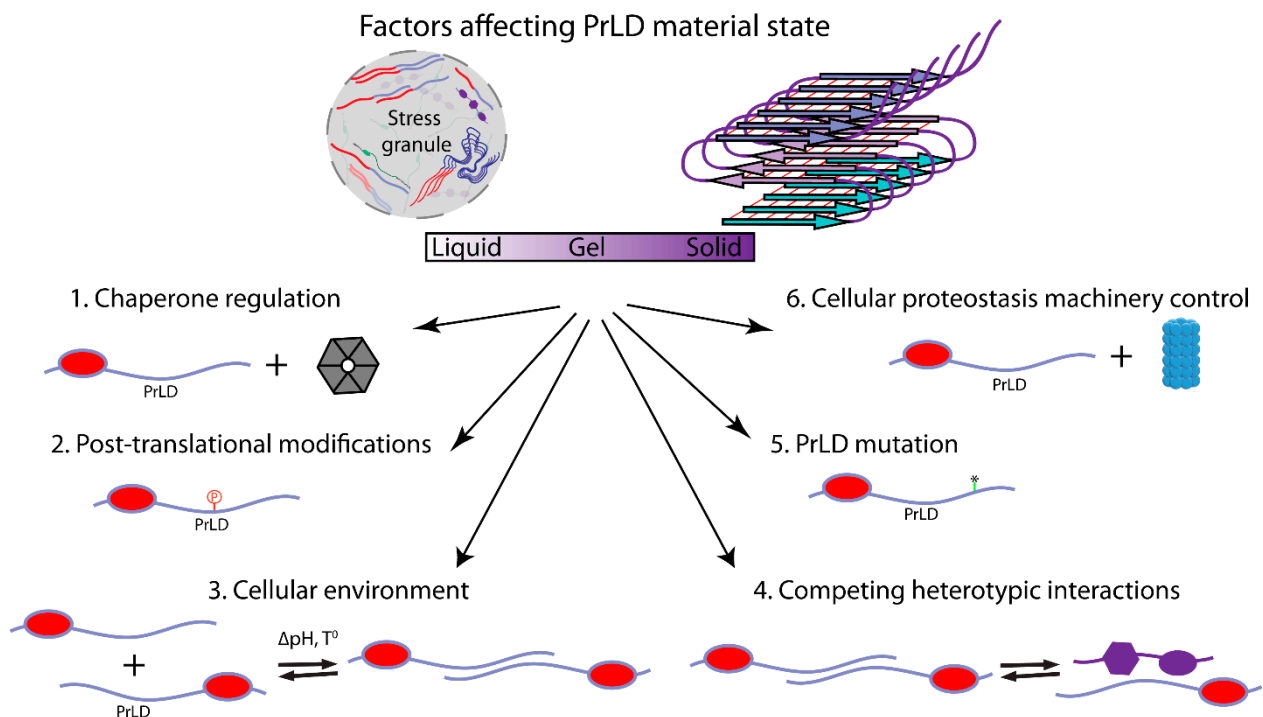 Factors affecting PrLD material state
Stress
granule
Liquid Gel Solid
1. Chaperone regulation
+
PrLD
6. Cellular proteostasis machinery control
+
PrLD
2. Post-translational modifications
P
PrLD
5. PrLD mutation
*
PrLD
3. Cellular environment
ΔpH, T⁰
+
PrLD
4. Competing heterotypic interactions